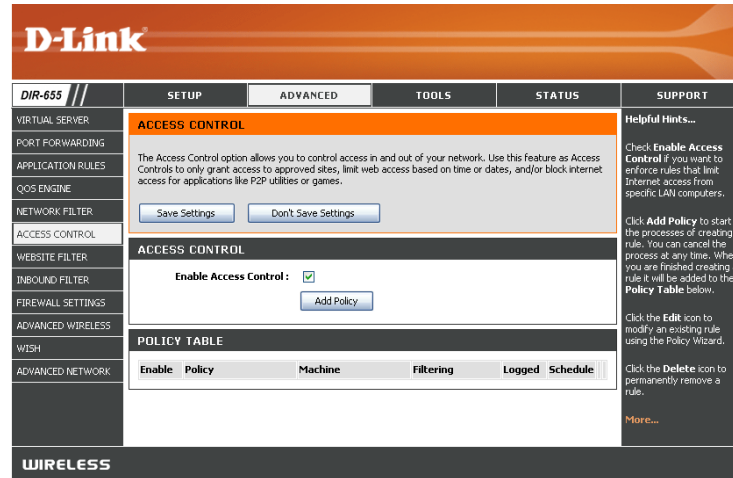 D-Link
DIR-655
SETUP
ADVANCED
TOOLS
STATUS
SUPPORT
VIRTUAL SERVER
PORT FORWARDING
APPLICATION RULES
QOS ENGINE
NETWORK FILTER
ACCESS CONTROL
WEBSITE FILTER
INBOUND FILTER
FIREWALL SETTINGS
ADVANCED WIRELESS
WISH
ADVANCED NETWORK
ACCESS CONTROL
The Access Control option allows you to control access in and out of your network. Use this feature as Access
Controls to only grant access to approved sites, limit web access based on time or dates, and/or block internet
access for applications like P2P utilities or games.
Save Settings
Don't Save Settings
ACCESS CONTROL
Enable Access Control :
Add Policy
POLICY TABLE
Enable Policy Machine Filtering Logged Schedule
Helpful Hints...
Check Enable Access
Control if you want to
enforce rules that limit
Internet access from
specific LAN computers.
Click Add Policy to start
the processes of creating
rule. You can cancel the
process at any time. Whe
you are finished creating
rule it will be added to the
Policy Table below.
Click the Edit icon to
modify an existing rule
using the Policy Wizard.
Click the Delete icon to
permanently remove a
rule.
More...
WIRELESS